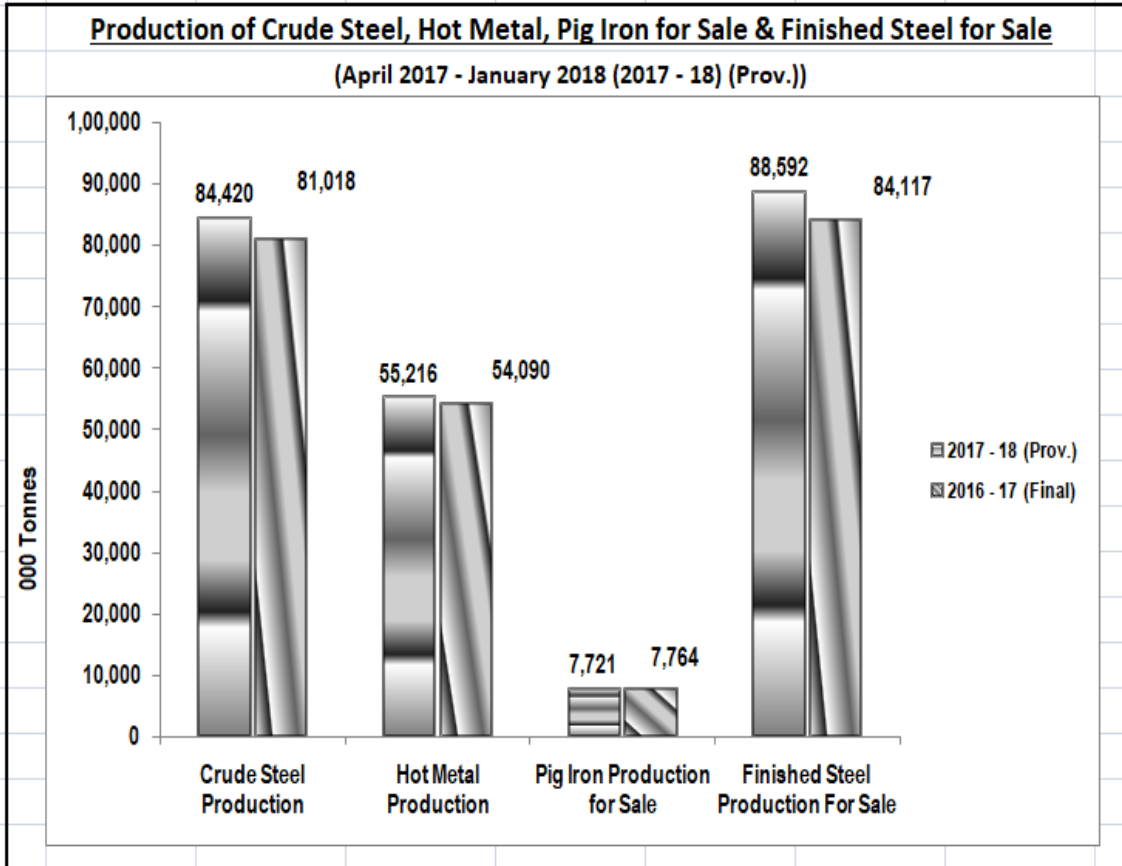 Production of Crude Steel, Hot Metal, Pig Iron for Sale & Finished Steel for Sale
(April 2017 - January 2018 (2017 - 18) (Prov.))
000 Tonnes
1,00,000
90,000
80,000
70,000
60,000
50,000
40,000
30,000
20,000
10,000
0
84,420
81,018
55,216
54,090
7,721
7,764
88,592
84,117
Crude Steel
Production
Hot Metal
Production
Pig Iron Production
for Sale
Finished Steel
Production For Sale
2017 - 18 (Prov.)
2016 - 17 (Final)